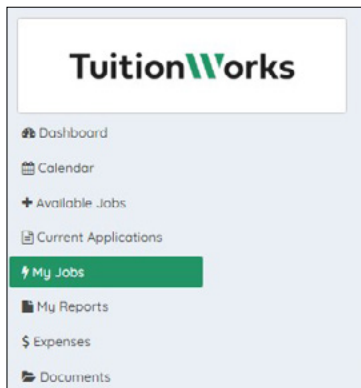 TuitionWorks
Dashboard
Calendar
Available Jobs
Current Applications
My Jobs
My Reports
$ Expenses
Documents